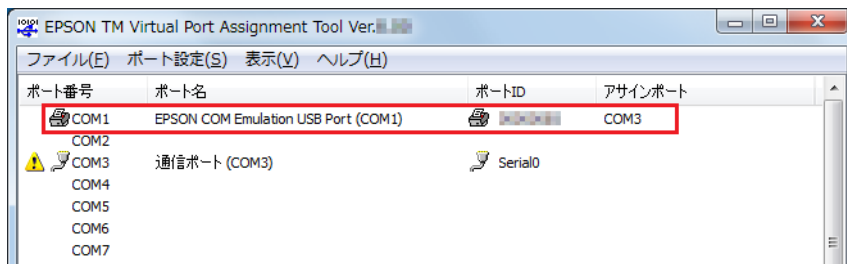 EPSON TM Virtual Port Assignment Tool Ver.
ファイル(F) ポート設定(S) 表示(V) ヘルプ(H)
ポート番号 ポート名 ポートID アサインポート
COM1 EPSON COM Emulation USB Port (COM1) COM3
COM2
COM3 通信ポート (COM3) Serial0
COM4
COM5
COM6
COM7